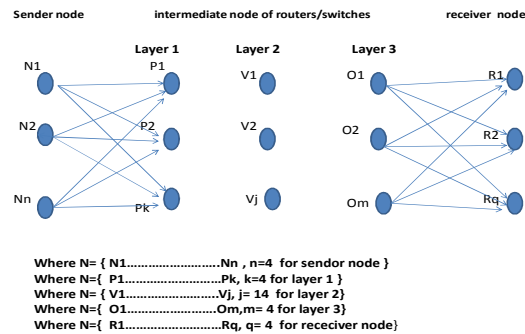 Sender node intermediate node of routers/switches receiver node
Layer 1 Layer 2 Layer 3
N1 P1 V1 O1 R1
N2 P2 V2 O2 R2
Nn Pk Vj Om Rq
Where N= { N1............................Nn , n=4 for sendor node }
Where N={ P1............................Pk, k=4 for layer 1 }
Where N= { V1............................Vj, j= 14 for layer 2}
Where N={ O1............................Om,m= 4 for layer 3}
Where N={ R1............................Rq, q= 4 for receciver node}